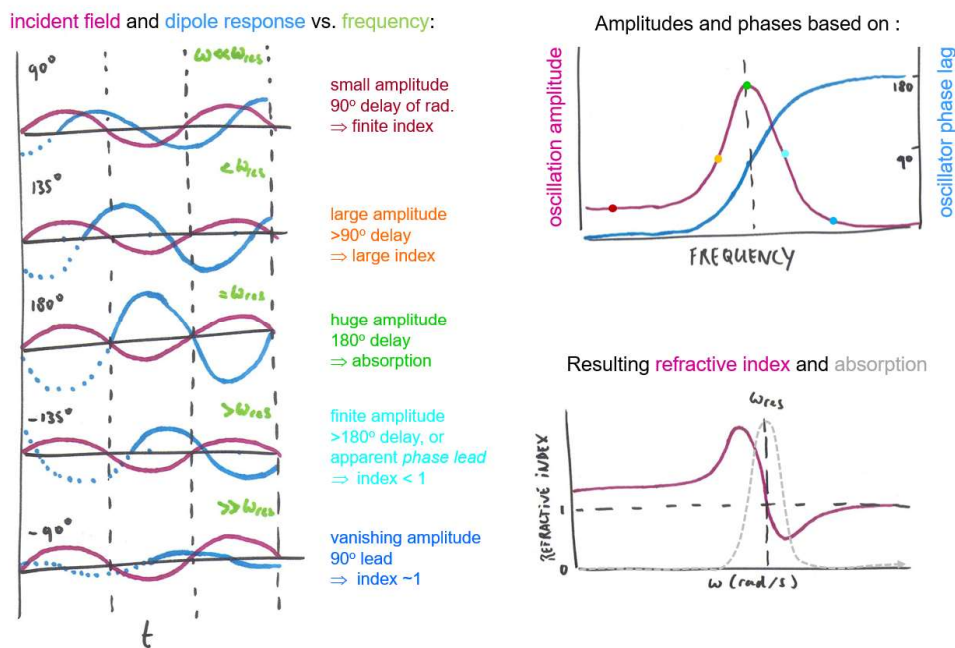 incident field and dipole response vs. frequency:
90°
ω≪ωres
small amplitude
90° delay of rad.
⇒ finite index
135°
<ωres
large amplitude
>90° delay
⇒ large index
180°
=ωres
huge amplitude
180° delay
⇒ absorption
-135°
>ωres
finite amplitude
>180° delay, or
apparent phase lead
⇒ index < 1
-90°
>>ωres
vanishing amplitude
90° lead
⇒ index ~1
t
Amplitudes and phases based on :
oscillation amplitude
180
90
oscillator phase lag
FREQUENCY
Resulting refractive index and absorption
ωres
REFRACTIVE INDEX
1
0
ω (rad/s)